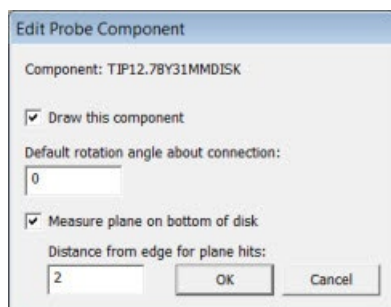 Edit Probe Component
Component: TIP12.78Y31MMDISK
Draw this component
Default rotation angle about connection:
0
Measure plane on bottom of disk
Distance from edge for plane hits:
2
OK
Cancel